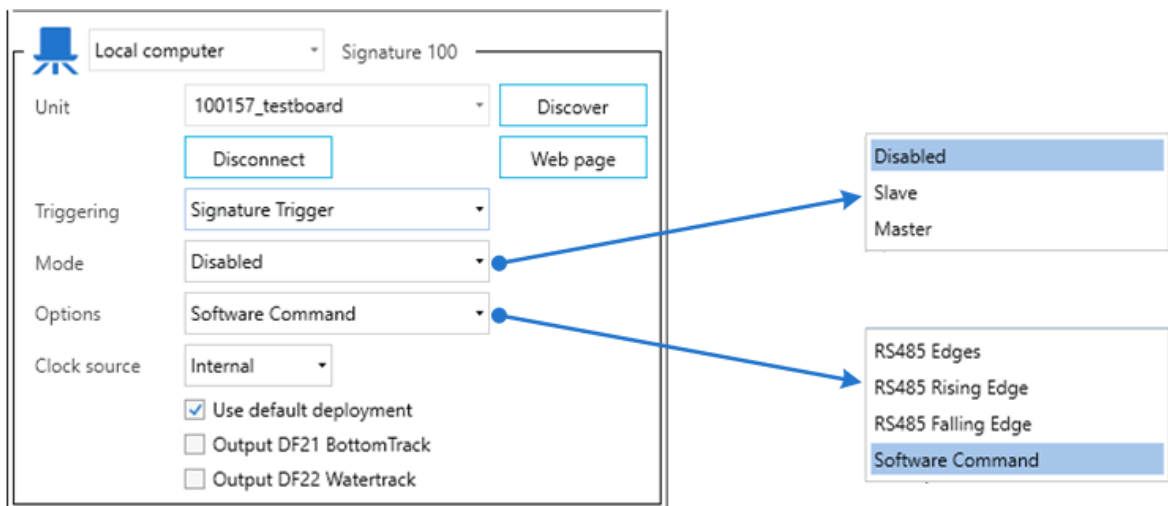 Local computer
Signature 100
Unit
100157_testboard
Discover
Disconnect
Web page
Triggering
Signature Trigger
Mode
Disabled
Options
Software Command
Clock source
Internal
Use default deployment
Output DF21 BottomTrack
Output DF22 Watertrack
Disabled
Slave
Master
RS485 Edges
RS485 Rising Edge
RS485 Falling Edge
Software Command